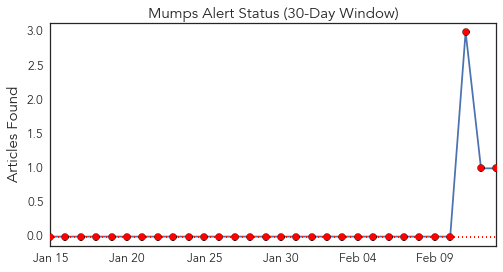 Mumps Alert Status (30-Day Window)
Articles Found
3.0
2.5
2.0
1.5
1.0
0.5
0.0
Jan 15 Jan 20 Jan 25 Jan 30 Feb 04 Feb 09